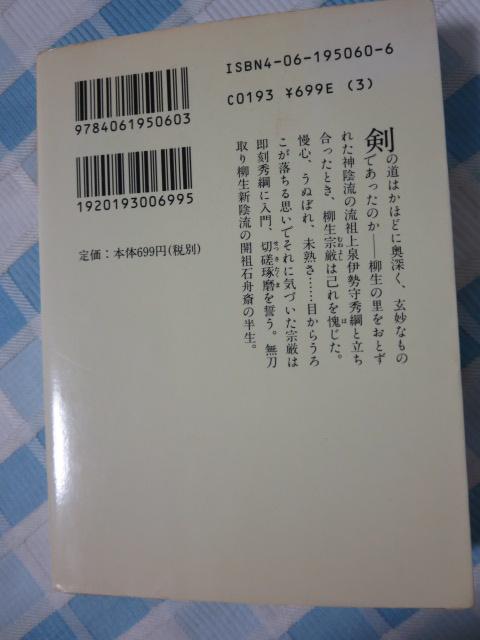 ISBN4-06-195060-6
C0193 ¥699E (3)
9784061950603
1920193006995
定価：本体699円(税別)
剣の道はかほどに奥深く、玄妙なもの
であったのか——柳生の里をおとず
れた神陰流の流祖上泉伊勢守秀綱と立ち
合ったとき、柳生宗厳は己れを愧じた。
慢心、うぬぼれ、未熟さ……目からうろ
こが落ちる思いでそれに気づいた宗厳は
即刻秀綱に入門、切磋琢磨を誓う。無刀
取り柳生新陰流の開祖石舟斎の半生。